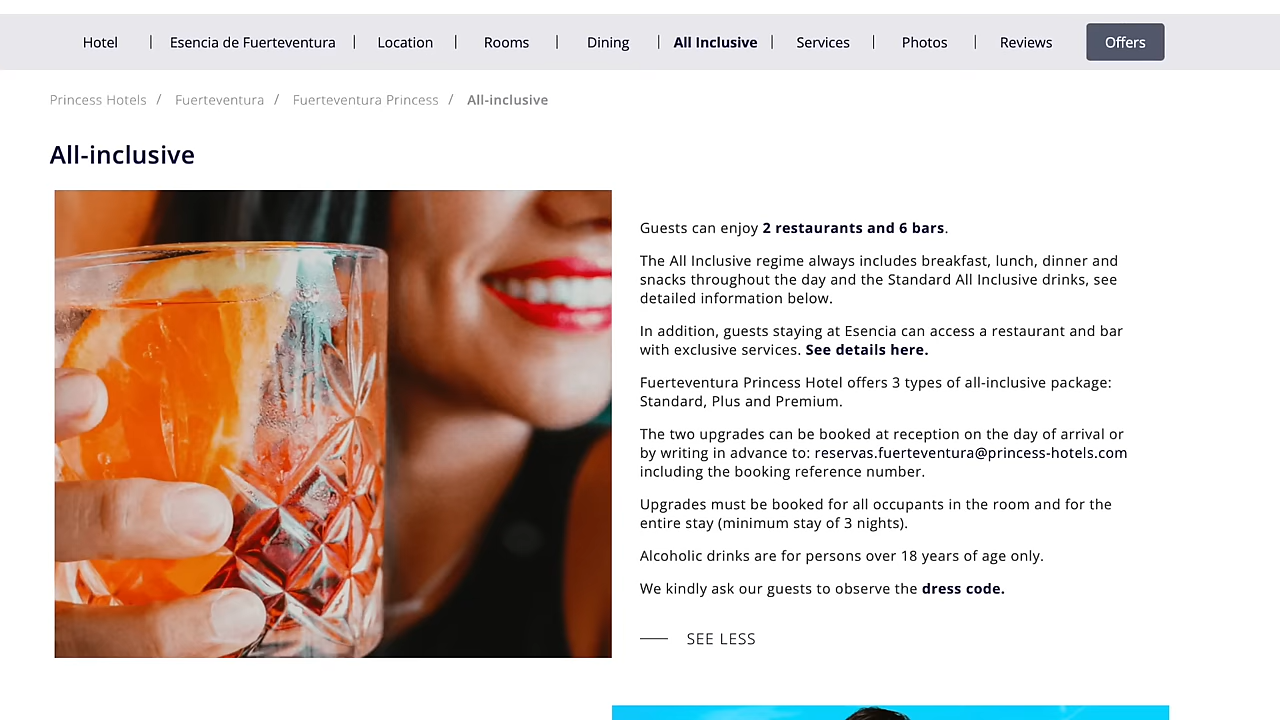 Hotel | Esencia de Fuerteventura | Location | Rooms | Dining | All Inclusive | Services | Photos | Reviews Offers
Princess Hotels / Fuerteventura / Fuerteventura Princess / All-inclusive
All-inclusive
Guests can enjoy 2 restaurants and 6 bars.
The All Inclusive regime always includes breakfast, lunch, dinner and
snacks throughout the day and the Standard All Inclusive drinks, see
detailed information below.
In addition, guests staying at Esencia can access a restaurant and bar
with exclusive services. See details here.
Fuerteventura Princess Hotel offers 3 types of all-inclusive package:
Standard, Plus and Premium.
The two upgrades can be booked at reception on the day of arrival or
by writing in advance to: reservas.fuerteventura@princess-hotels.com
including the booking reference number.
Upgrades must be booked for all occupants in the room and for the
entire stay (minimum stay of 3 nights).
Alcoholic drinks are for persons over 18 years of age only.
We kindly ask our guests to observe the dress code.
SEE LESS